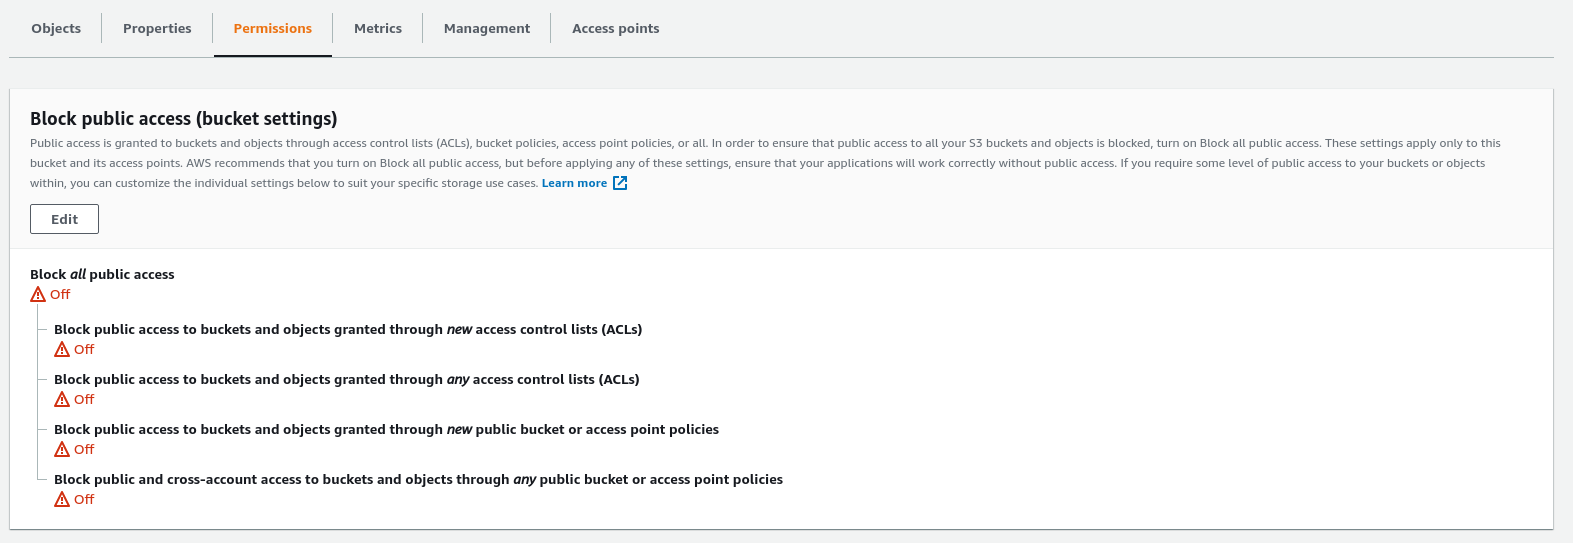 Objects
Properties
Permissions
Metrics
Management
Access points
Block public access (bucket settings)
Public access is granted to buckets and objects through access control lists (ACLs), bucket policies, access point policies, or all. In order to ensure that public access to all your S3 buckets and objects is blocked, turn on Block all public access. These settings apply only to this
bucket and its access points. AWS recommends that you turn on Block all public access, but before applying any of these settings, ensure that your applications will work correctly without public access. If you require some level of public access to your buckets or objects
within, you can customize the individual settings below to suit your specific storage use cases. Learn more
Edit
Block all public access
Off
Block public access to buckets and objects granted through new access control lists (ACLs)
Off
Block public access to buckets and objects granted through any access control lists (ACLs)
Off
Block public access to buckets and objects granted through new public bucket or access point policies
Off
Block public and cross-account access to buckets and objects through any public bucket or access point policies
Off